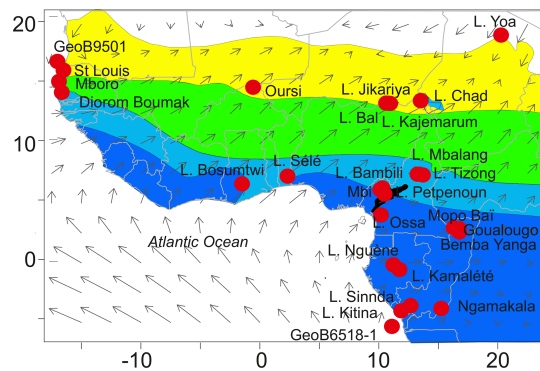 20
L. Yoa
GeoB9501
St Louis
Mboro
Diorom Boumak
Oursi
L. Jikariya
L. Chad
L. Bal
L. Kajemarum
10
L. Mbalang
L. Sélé
L. Bosumtwi
L. Bambili
L. Tizong
Mbi
L. Petpenoun
L. Ossa
Mopo Baï
Goualougo
Bemba Yanga
Atlantic Ocean
L. Nguène
0
L. Kamalété
L. Sinnda
L. Kitina
Ngamakala
GeoB6518-1
-10 0 10 20